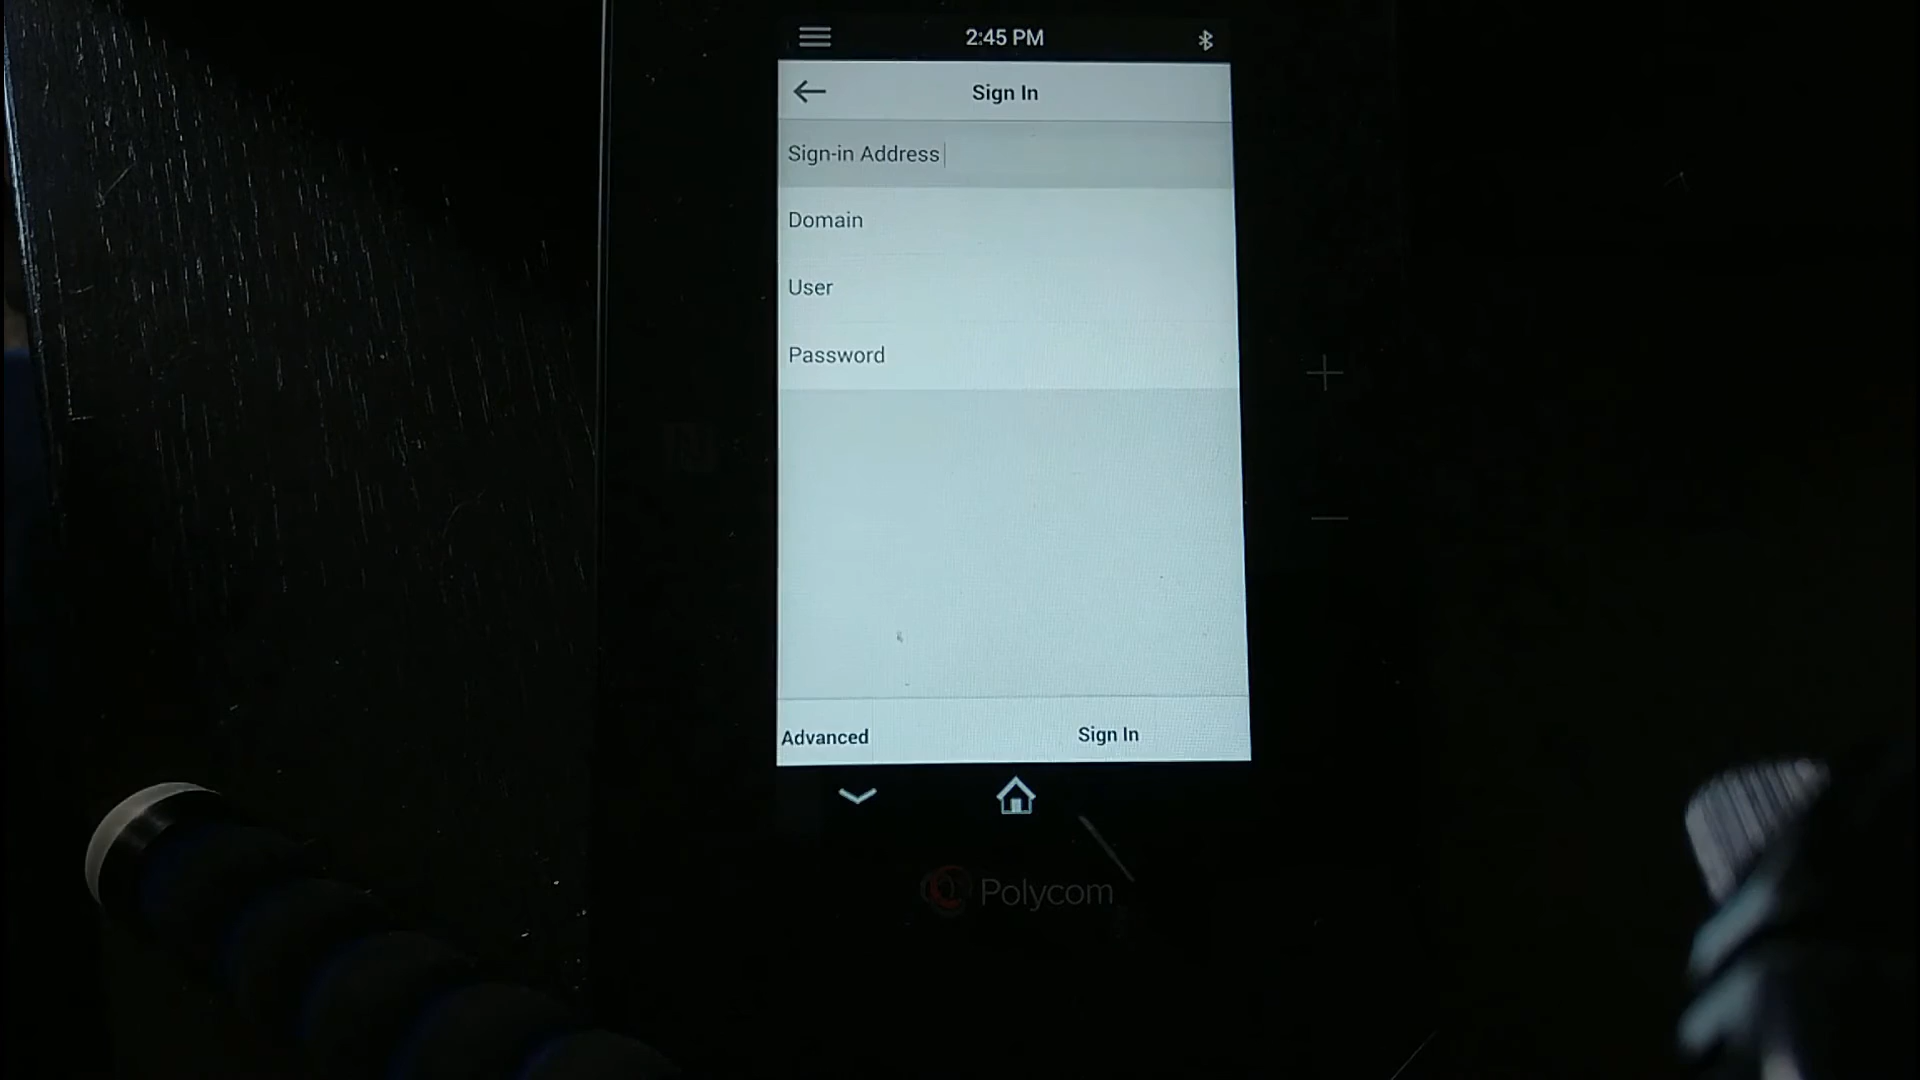 2:45 PM
Sign In
Sign-in Address
Domain
User
Password
Advanced
Sign In
Polycom